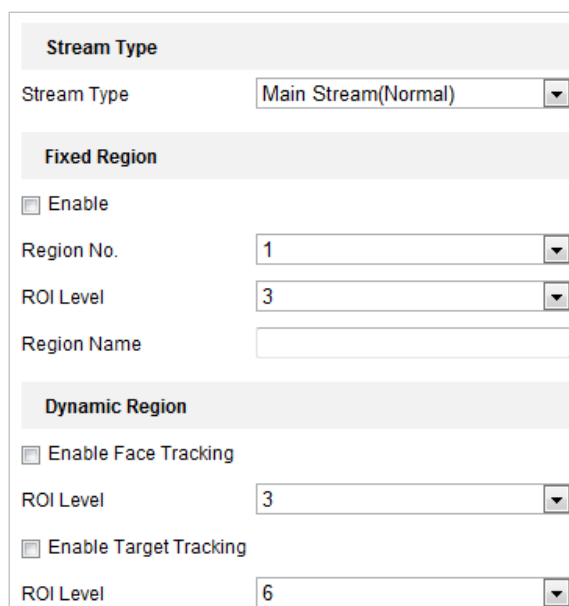 Stream Type
Stream Type Main Stream(Normal)
Fixed Region
Enable
Region No. 1
ROI Level 3
Region Name
Dynamic Region
Enable Face Tracking
ROI Level 3
Enable Target Tracking
ROI Level 6